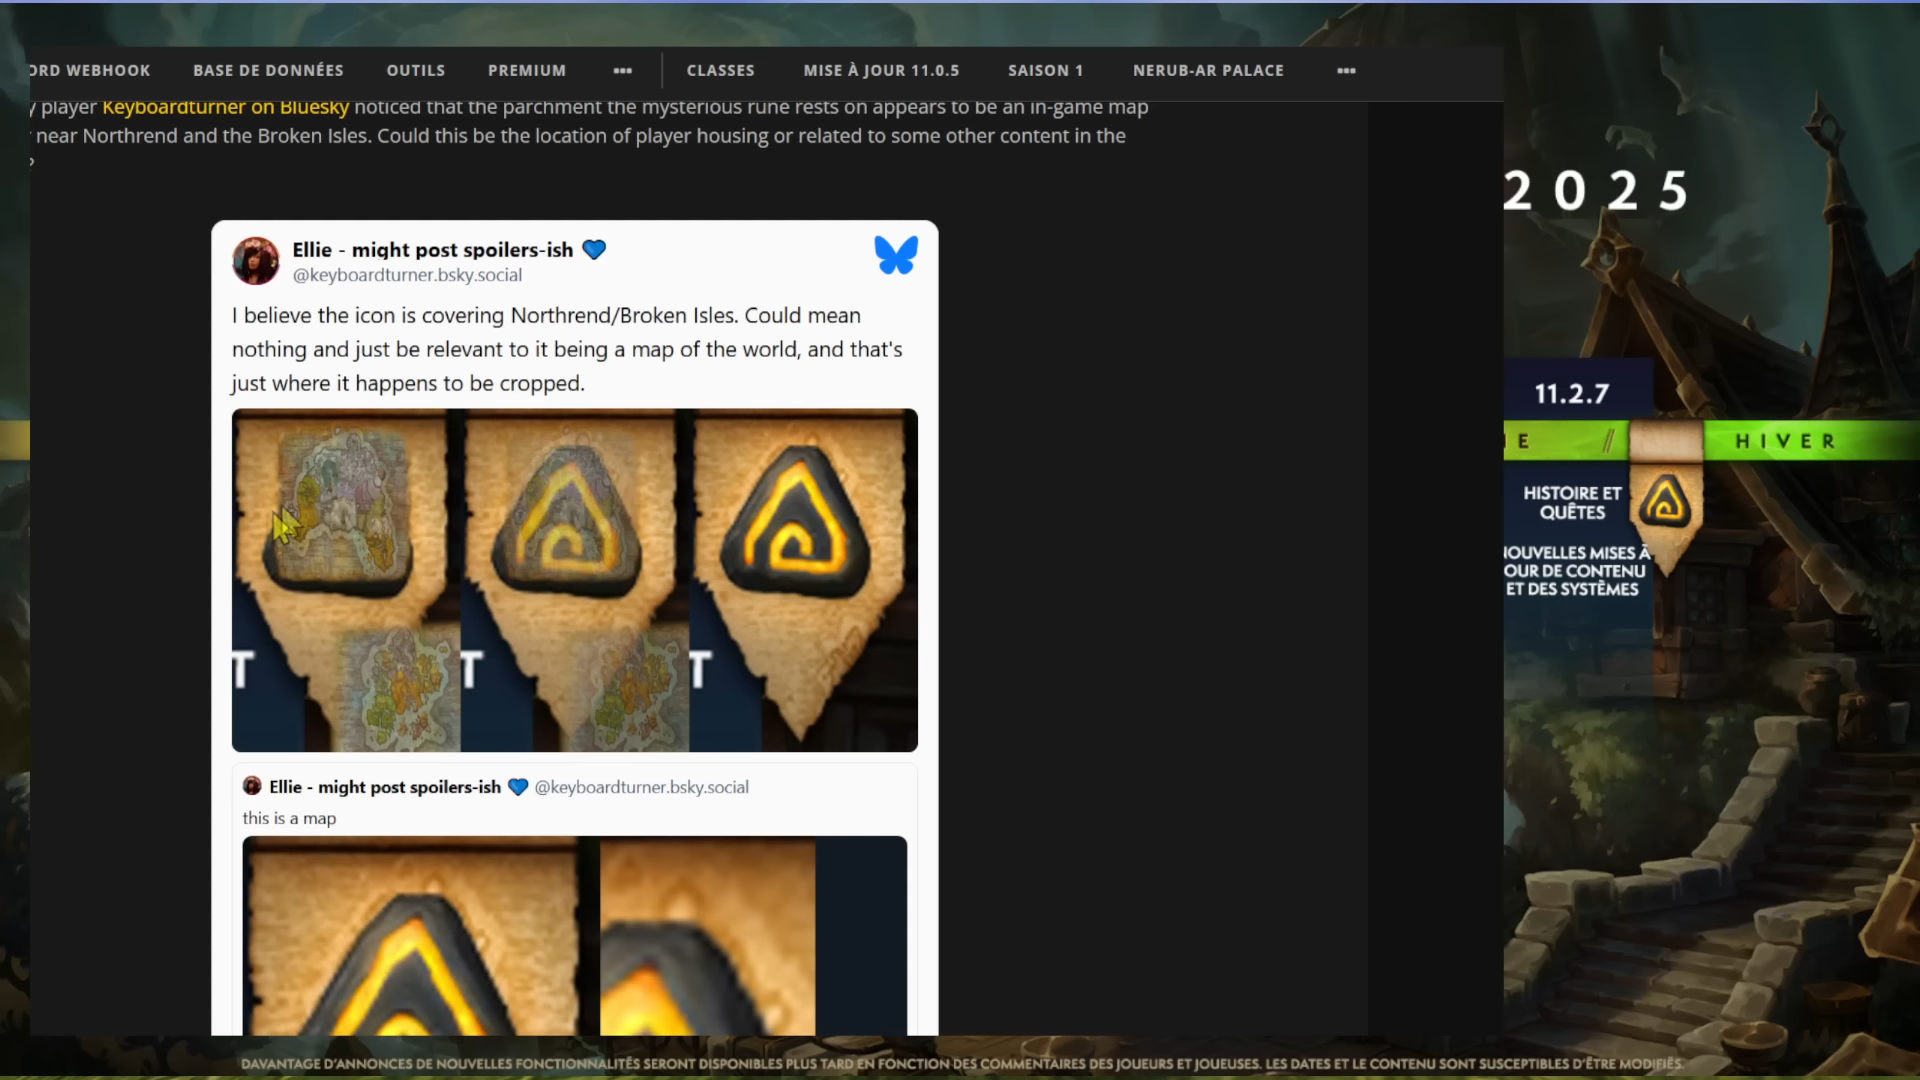 ORD WEBHOOK BASE DE DONNÉES OUTILS PREMIUM ••• CLASSES MISE À JOUR 11.0.5 SAISON 1 NERUB-AR PALACE •••
y player Keyboardturner on Bluesky noticed that the parchment the mysterious rune rests on appears to be an in-game map
near Northrend and the Broken Isles. Could this be the location of player housing or related to some other content in the
?
Ellie - might post spoilers-ish 💙
@keyboardturner.bsky.social
I believe the icon is covering Northrend/Broken Isles. Could mean
nothing and just be relevant to it being a map of the world, and that's
just where it happens to be cropped.
T T T
Ellie - might post spoilers-ish 💙 @keyboardturner.bsky.social
this is a map
2025
11.2.7
E // HIVER
HISTOIRE ET
QUÊTES
NOUVELLES MISES À
OUR DE CONTENU
ET DES SYSTÈMES
DAVANTAGE D'ANNONCES DE NOUVELLES FONCTIONNALITÉS SERONT DISPONIBLES PLUS TARD EN FONCTION DES COMMENTAIRES DES JOUEURS ET JOUEUSES. LES DATES ET LE CONTENU SONT SUSCEPTIBLES D'ÊTRE MODIFIÉS.